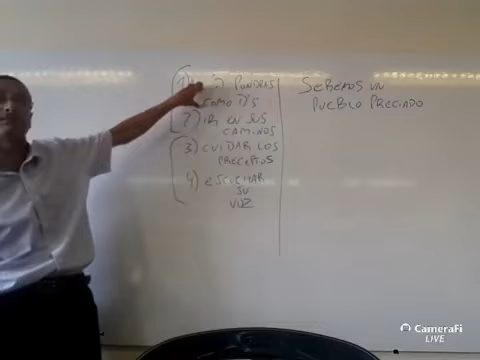 1) PONDRAS
COMO D'S
2) IR EN SUS
CAMINOS
3) CUIDAR LOS
PRECEPTOS
4) ESCUCHAR
SU
VOZ
SEREMOS UN
PUEBLO PRECIADO
CameraFi
LIVE